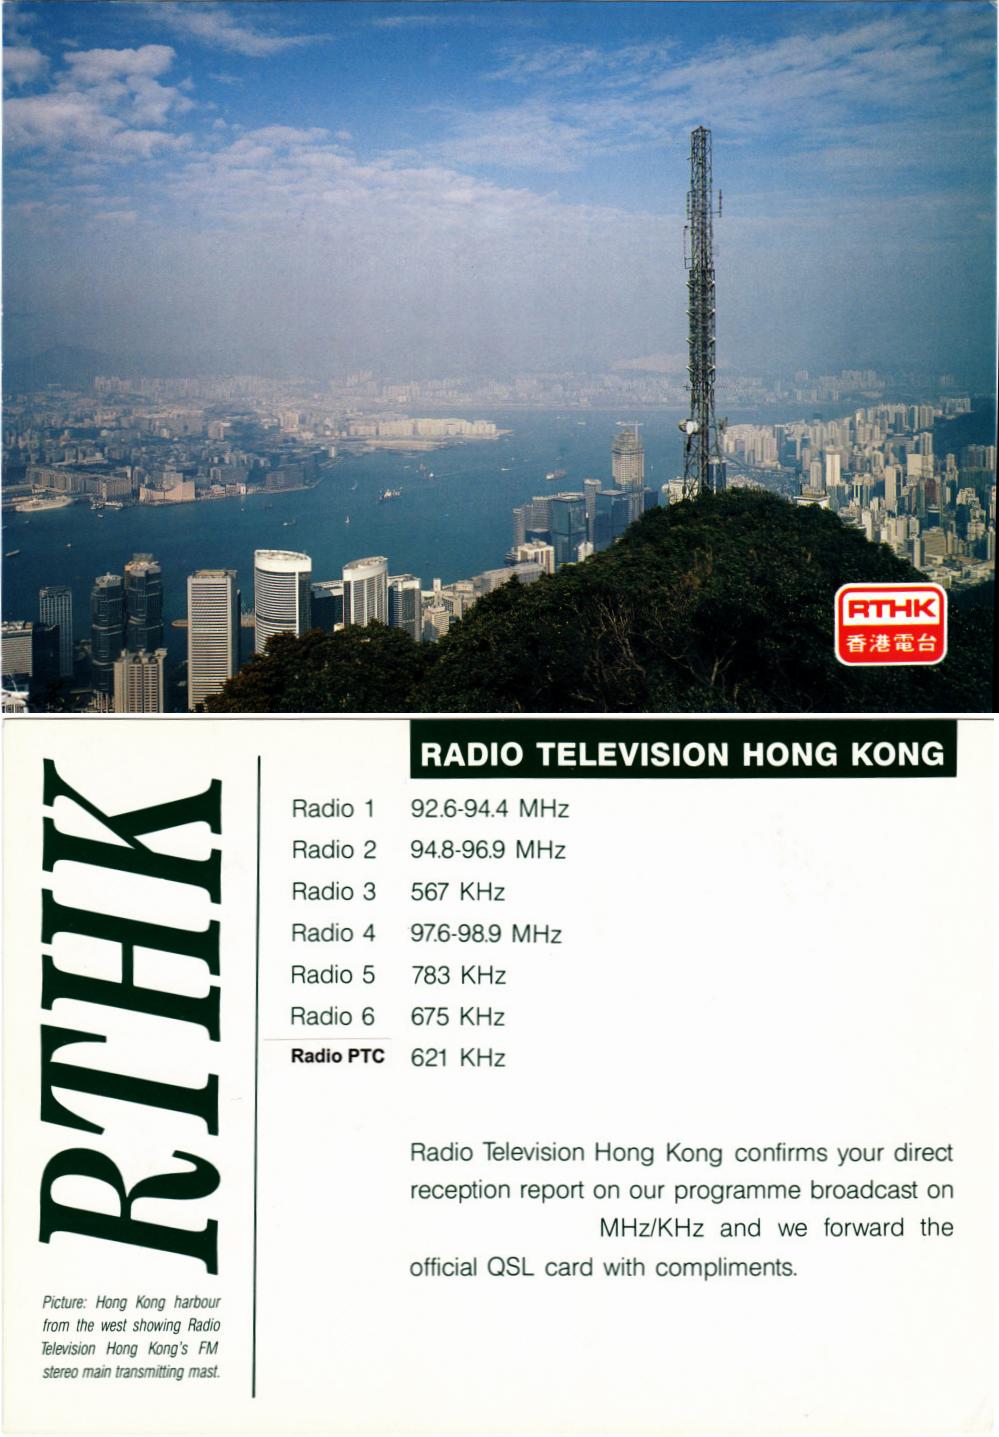 RTHK
香港電台
RADIO TELEVISION HONG KONG
RTHK
Radio 1 92.6-94.4 MHz
Radio 2 94.8-96.9 MHz
Radio 3 567 KHz
Radio 4 97.6-98.9 MHz
Radio 5 783 KHz
Radio 6 675 KHz
Radio PTC 621 KHz
Radio Television Hong Kong confirms your direct
reception report on our programme broadcast on
MHz/KHz and we forward the
official QSL card with compliments.
Picture: Hong Kong harbour
from the west showing Radio
Television Hong Kong's FM
stereo main transmitting mast.